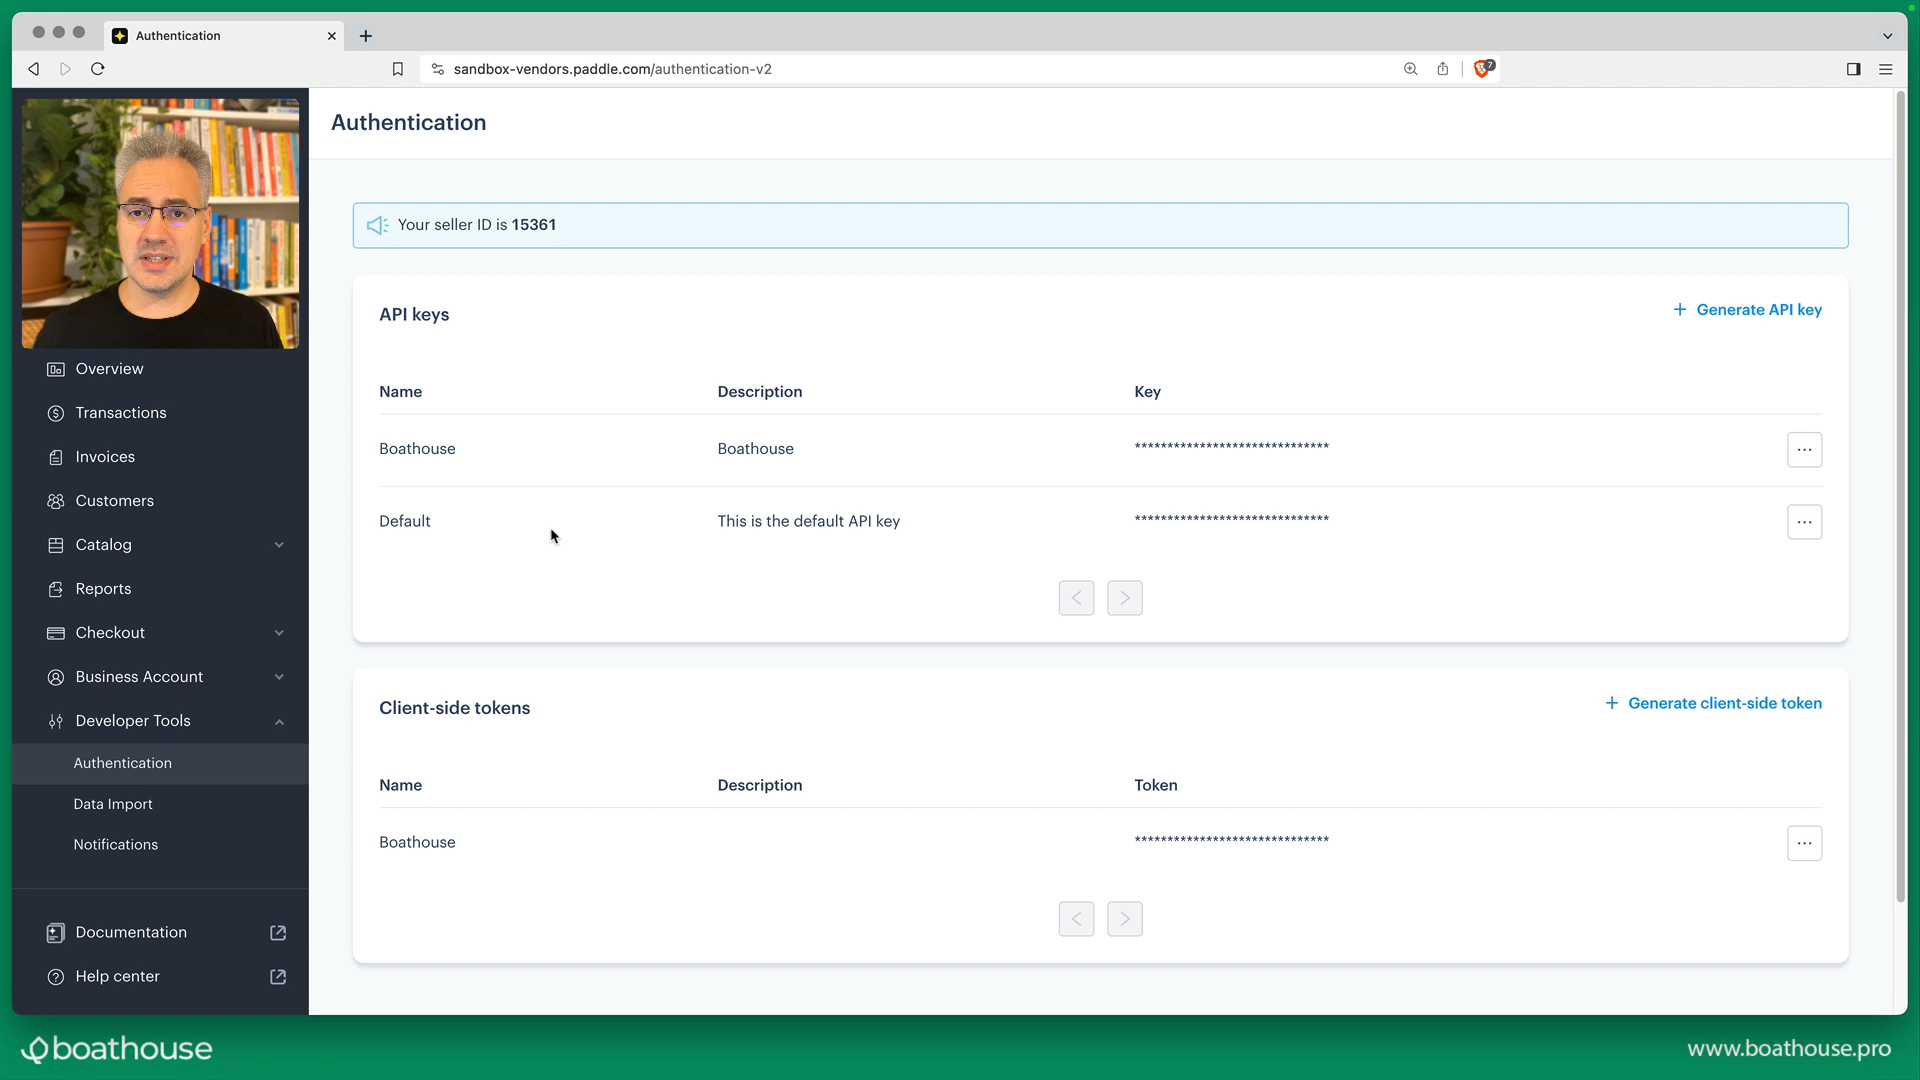 Authentication
sandbox-vendors.paddle.com/authentication-v2
7
Authentication
Your seller ID is 15361
API keys
+ Generate API key
Name Description Key
Boathouse Boathouse ******************************
Default This is the default API key ******************************
Client-side tokens
+ Generate client-side token
Name Description Token
Boathouse ******************************
Overview
Transactions
Invoices
Customers
Catalog
Reports
Checkout
Business Account
Developer Tools
Authentication
Data Import
Notifications
Documentation
Help center
boathouse
www.boathouse.pro